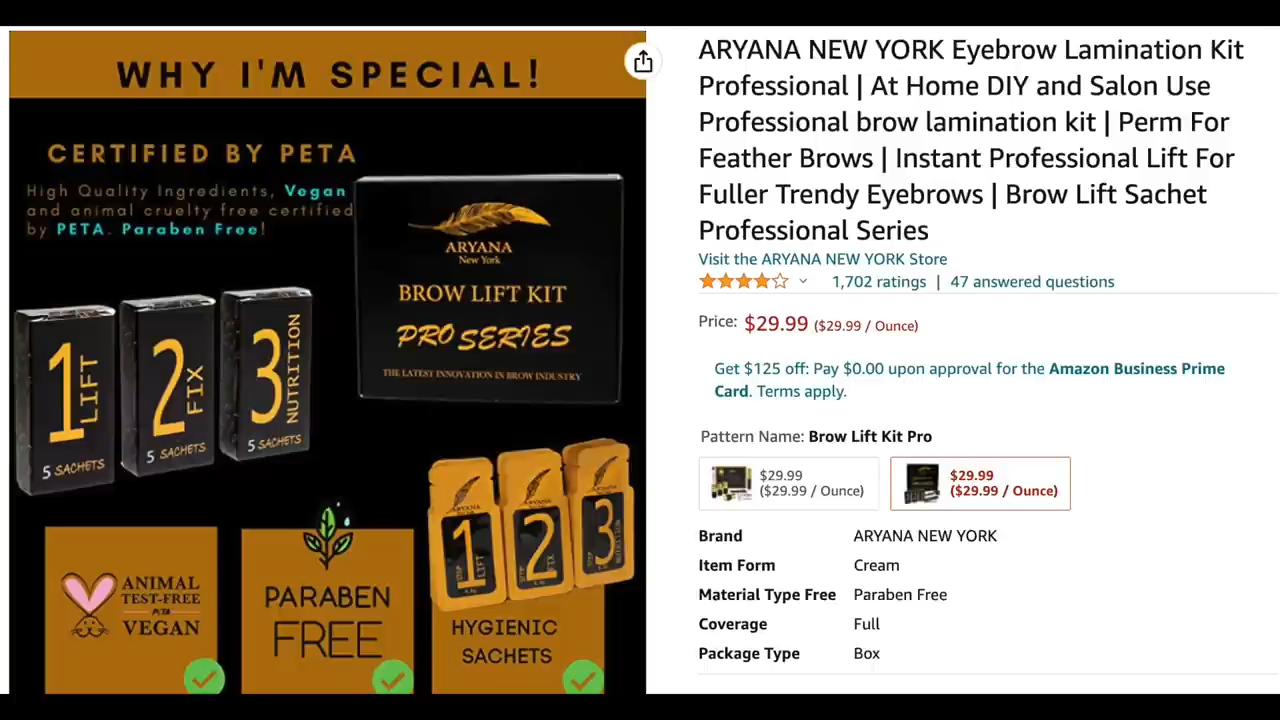 WHY I'M SPECIAL!
CERTIFIED BY PETA
High Quality Ingredients, Vegan
and animal cruelty free certified
by PETA. Paraben Free!
ARYANA
New York
BROW LIFT KIT
PRO SERIES
THE LATEST INNOVATION IN BROW INDUSTRY
1 LIFT
5 SACHETS
2 FIX
5 SACHETS
3 NUTRITION
5 SACHETS
1
LIFT
2
FIX
3
ANIMAL
TEST-FREE
PETA
VEGAN
PARABEN
FREE
HYGIENIC
SACHETS
ARYANA NEW YORK Eyebrow Lamination Kit
Professional | At Home DIY and Salon Use
Professional brow lamination kit | Perm For
Feather Brows | Instant Professional Lift For
Fuller Trendy Eyebrows | Brow Lift Sachet
Professional Series
Visit the ARYANA NEW YORK Store
1,702 ratings | 47 answered questions
Price: $29.99 ($29.99 / Ounce)
Get $125 off: Pay $0.00 upon approval for the Amazon Business Prime
Card. Terms apply.
Pattern Name: Brow Lift Kit Pro
$29.99
($29.99 / Ounce)
$29.99
($29.99 / Ounce)
Brand ARYANA NEW YORK
Item Form Cream
Material Type Free Paraben Free
Coverage Full
Package Type Box